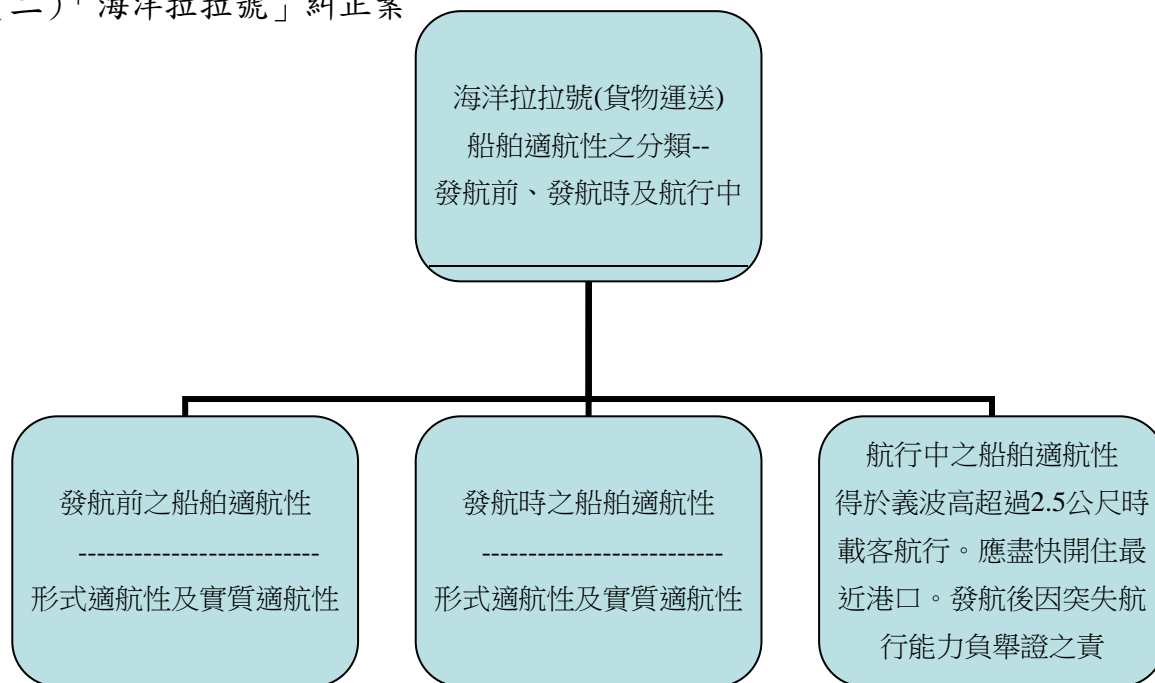 二)「海洋拉拉號」糾正案
海洋拉拉號(貨物運送)
船舶適航性之分類--
發航前、發航時及航行中
發航前之船舶適航性
--------------------------
形式適航性及實質適航性
發航時之船舶適航性
--------------------------
形式適航性及實質適航性
航行中之船舶適航性
得於義波高超過2.5公尺時
載客航行。應盡快開住最
近港口。發航後因突失航
行能力負舉證之責